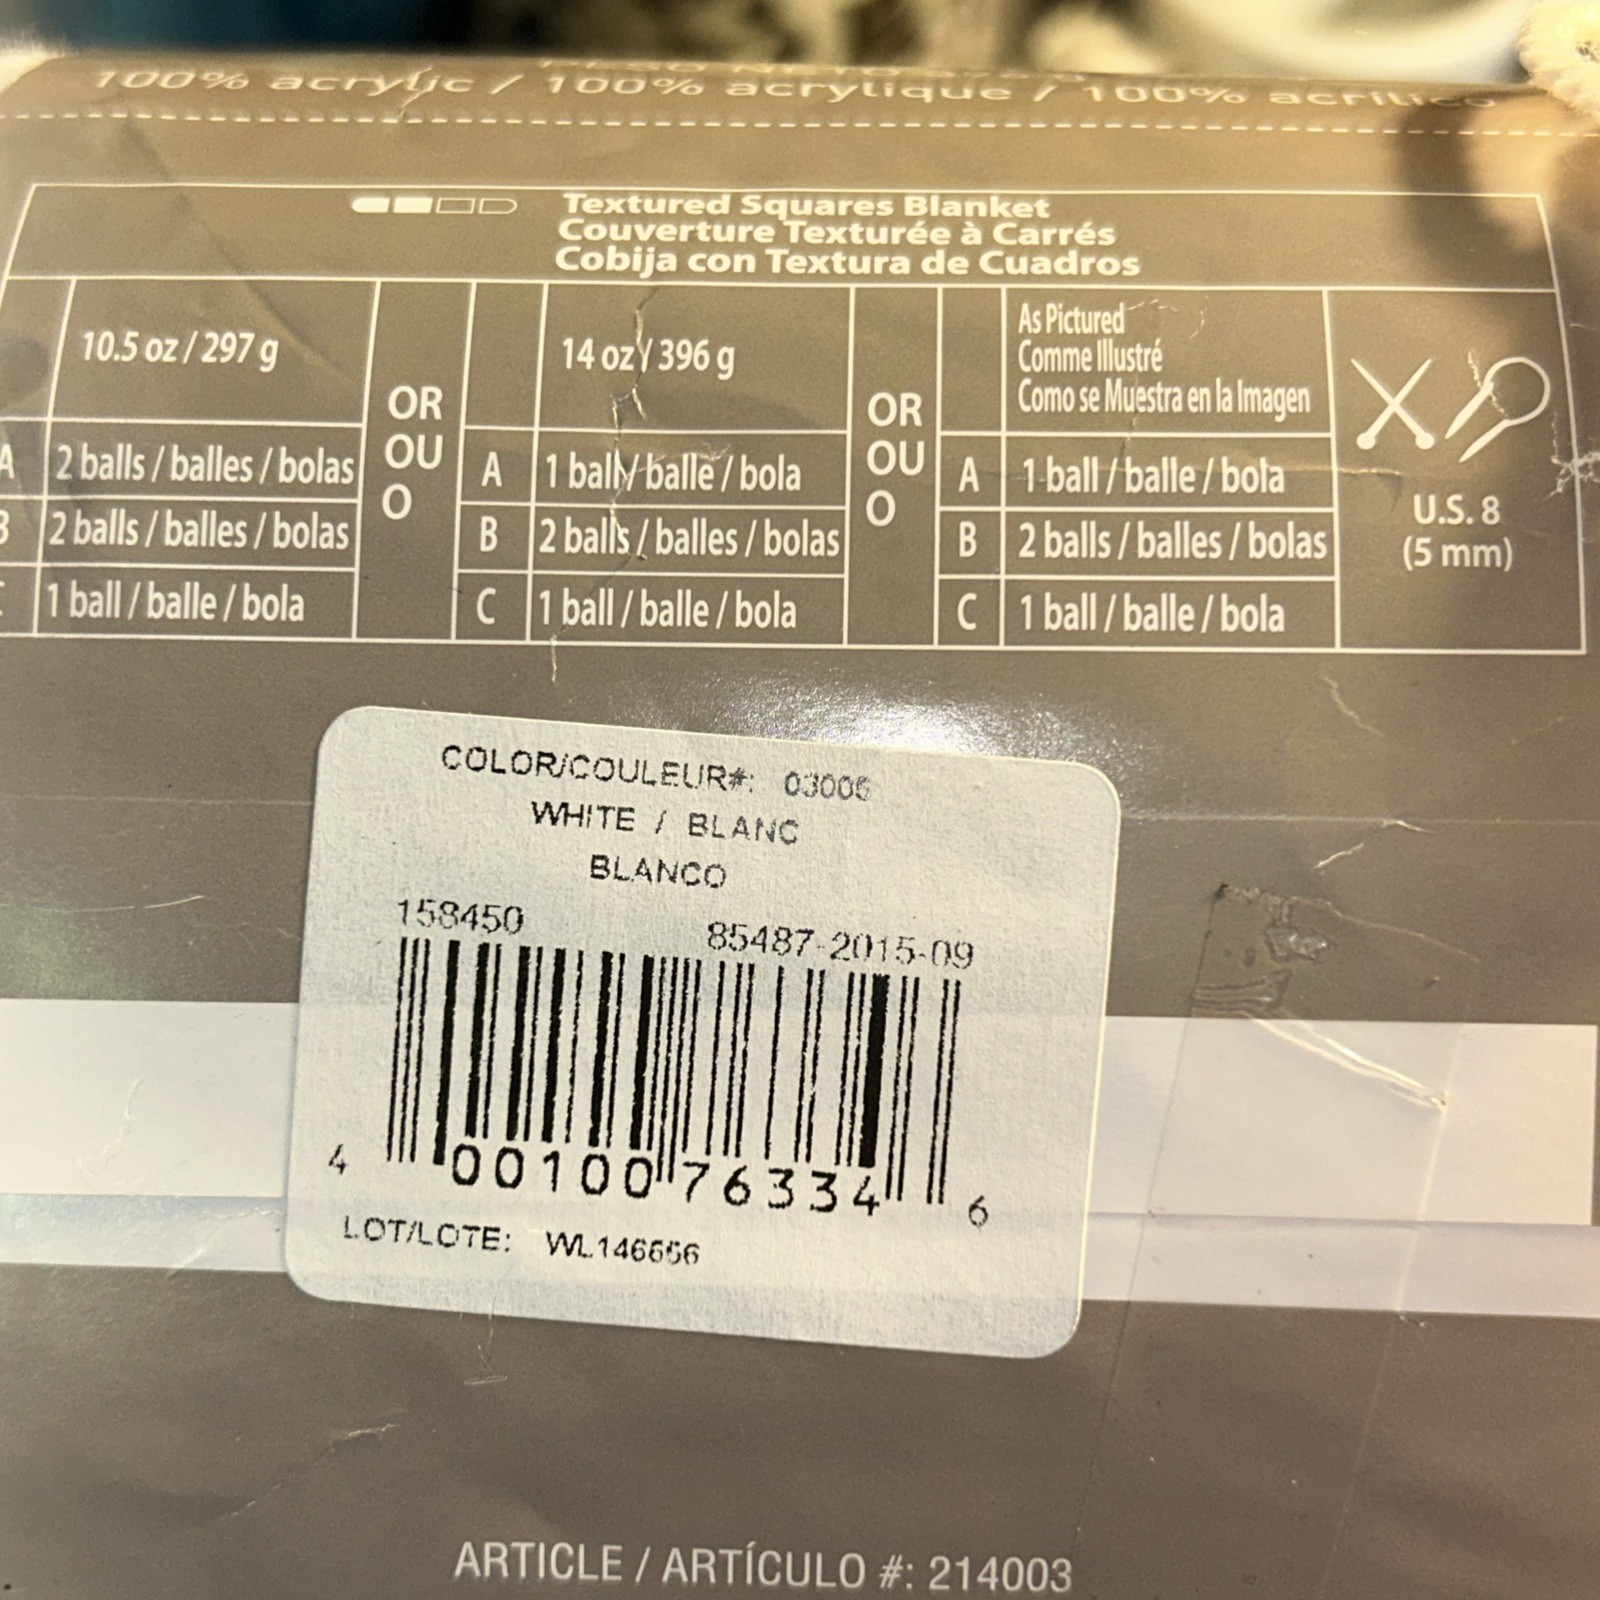 100% acrylic / 100% acrylique / 100% acrílico
Textured Squares Blanket
Couverture Texturée à Carrés
Cobija con Textura de Cuadros
10.5 oz / 297 g
OR
OU
O
14 oz / 396 g
OR
OU
O
As Pictured
Comme Illustré
Como se Muestra en la Imagen
A 2 balls / balles / bolas A 1 ball / balle / bola A 1 ball / balle / bola
B 2 balls / balles / bolas B 2 balls / balles / bolas B 2 balls / balles / bolas
C 1 ball / balle / bola C 1 ball / balle / bola C 1 ball / balle / bola
U.S. 8
(5 mm)
COLOR/COULEUR#: 03006
WHITE / BLANC
BLANCO
158450 85487-2015-09
4 00100 76334 6
LOT/LOTE: WL146656
ARTICLE / ARTÍCULO #: 214003